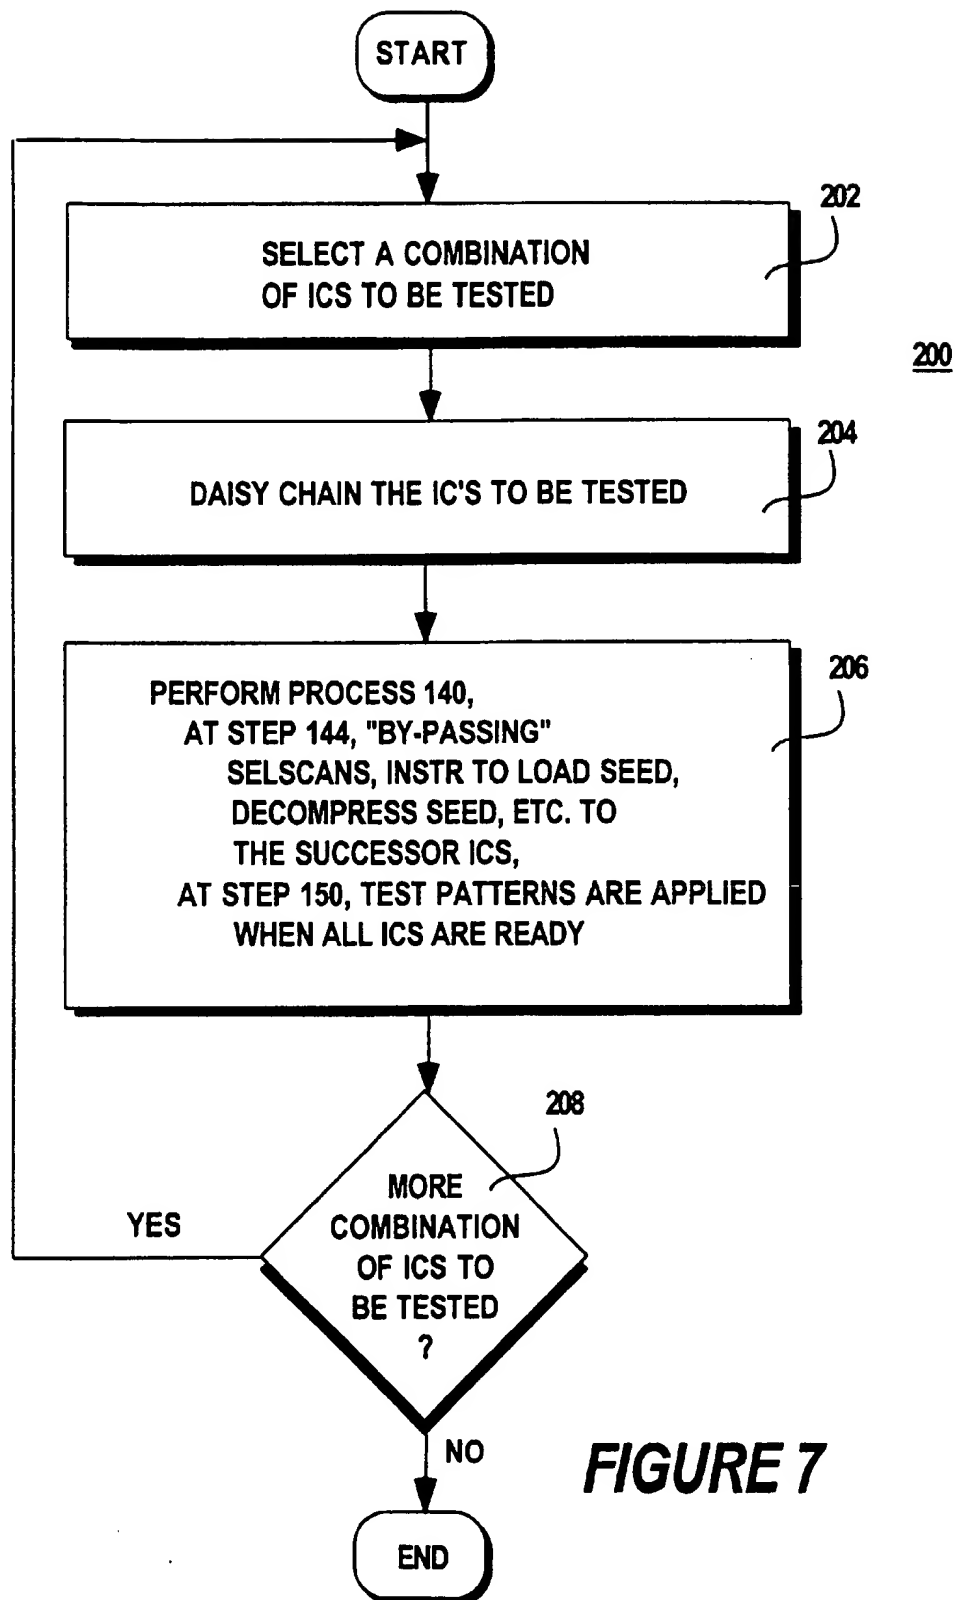 START
202
SELECT A COMBINATION
OF ICS TO BE TESTED
200
204
DAISY CHAIN THE IC'S TO BE TESTED
206
PERFORM PROCESS 140,
AT STEP 144, "BY-PASSING"
SELSCANS, INSTR TO LOAD SEED,
DECOMPRESS SEED, ETC. TO
THE SUCCESSOR ICS,
AT STEP 150, TEST PATTERNS ARE APPLIED
WHEN ALL ICS ARE READY
208
MORE
COMBINATION
OF ICS TO
BE TESTED
?
YES
NO
FIGURE 7
END